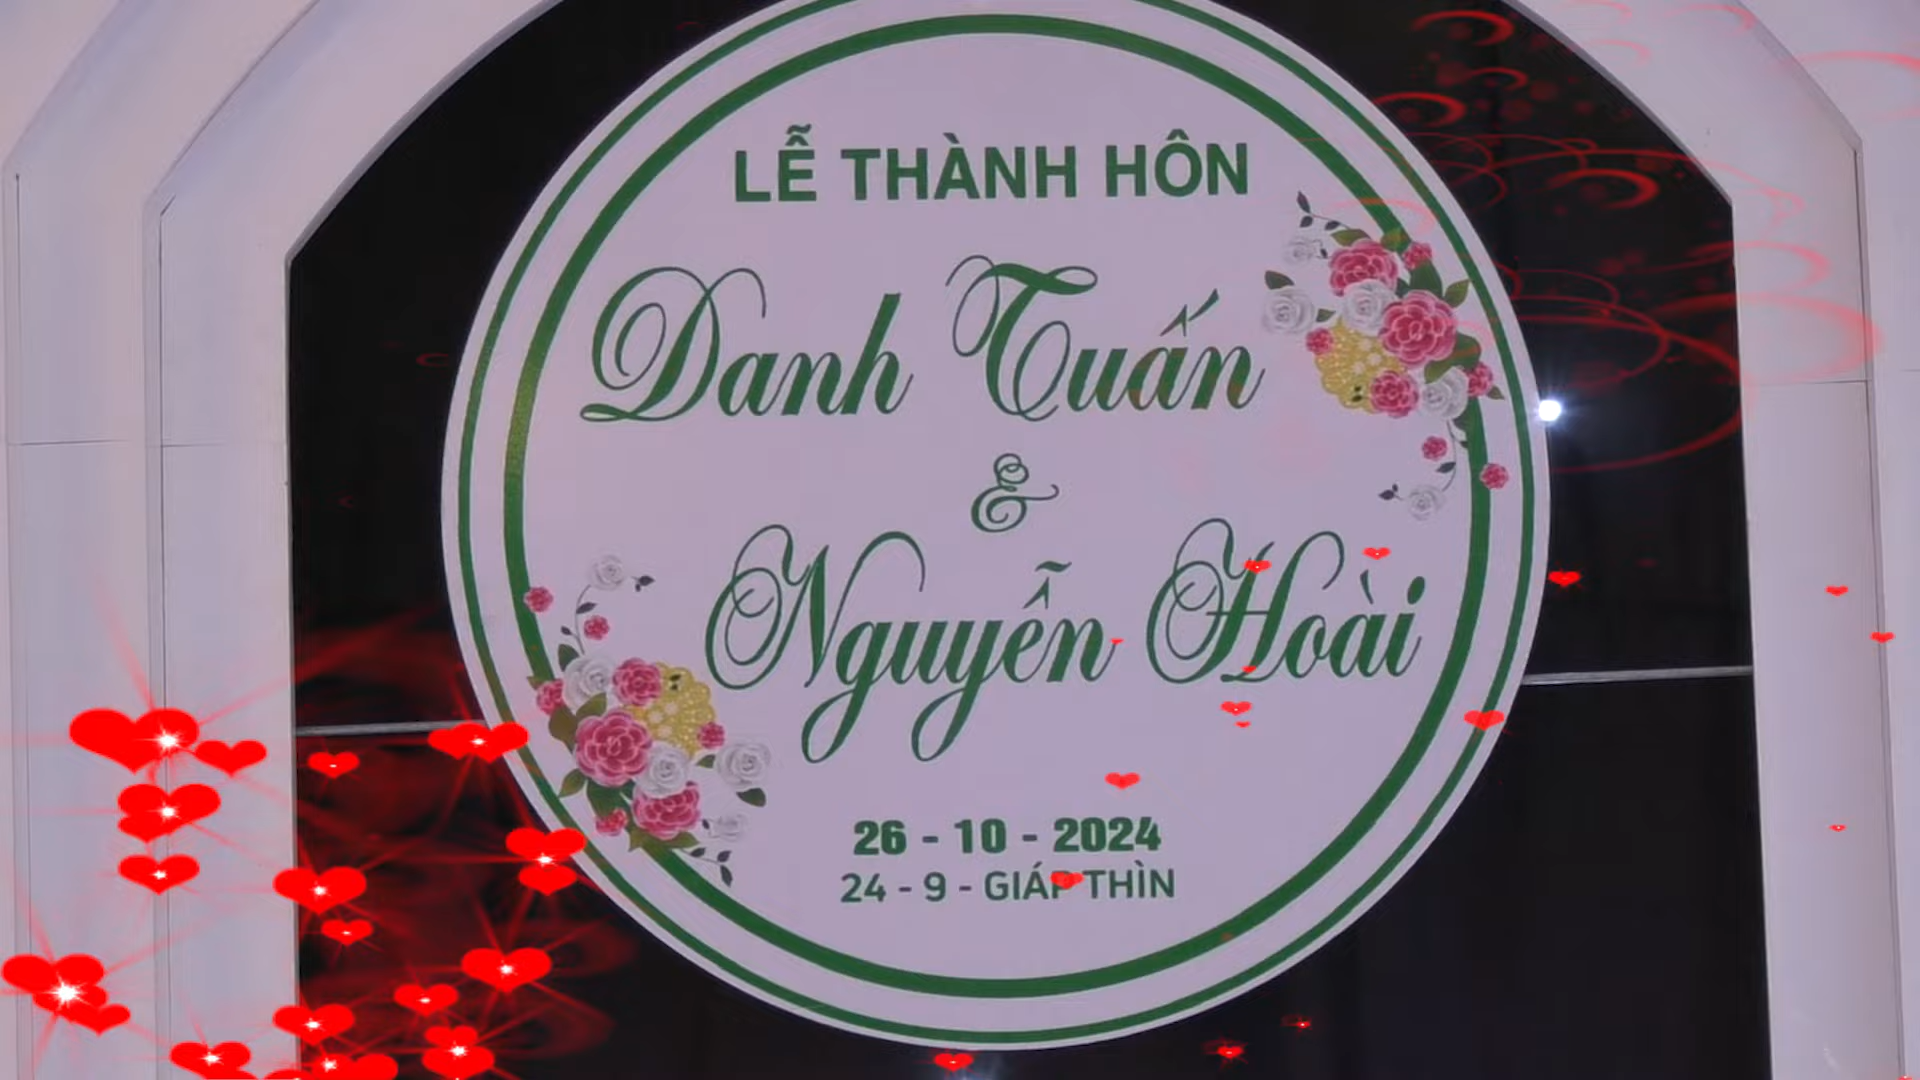 LỄ THÀNH HÔN
Danh Tuấn
&
Nguyễn Hoài
26 - 10 - 2024
24 - 9 - GIÁP THÌN